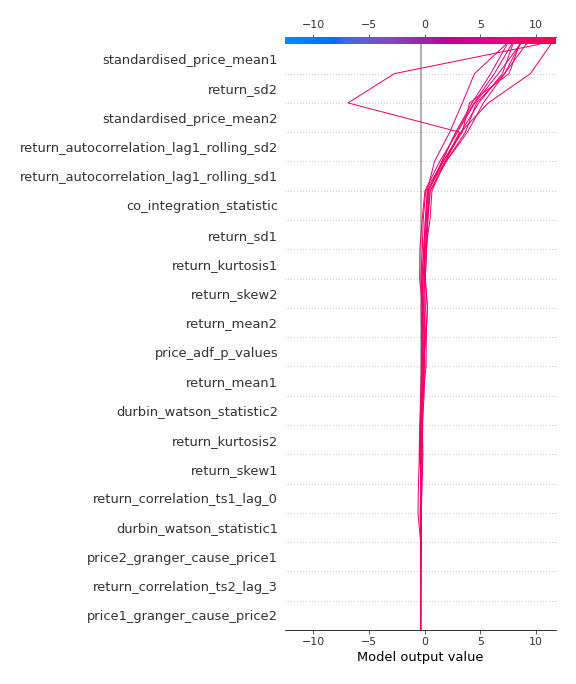 −10 −5 0 5 10
standardised_price_mean1
return_sd2
standardised_price_mean2
return_autocorrelation_lag1_rolling_sd2
return_autocorrelation_lag1_rolling_sd1
co_integration_statistic
return_sd1
return_kurtosis1
return_skew2
return_mean2
price_adf_p_values
return_mean1
durbin_watson_statistic2
return_kurtosis2
return_skew1
return_correlation_ts1_lag_0
durbin_watson_statistic1
price2_granger_cause_price1
return_correlation_ts2_lag_3
price1_granger_cause_price2
−10 −5 0 5 10
Model output value